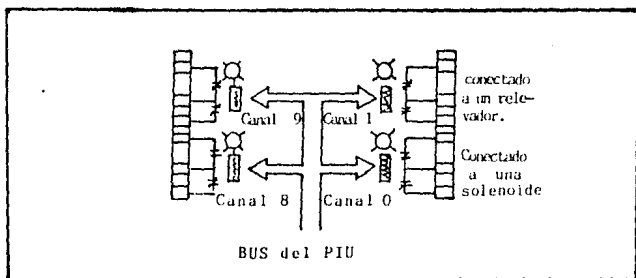 conectado
a un rele-
vador.
Canal 9
Canal 1
Conectado
a una
solenoide
Canal 8
Canal 0
BUS del PIU